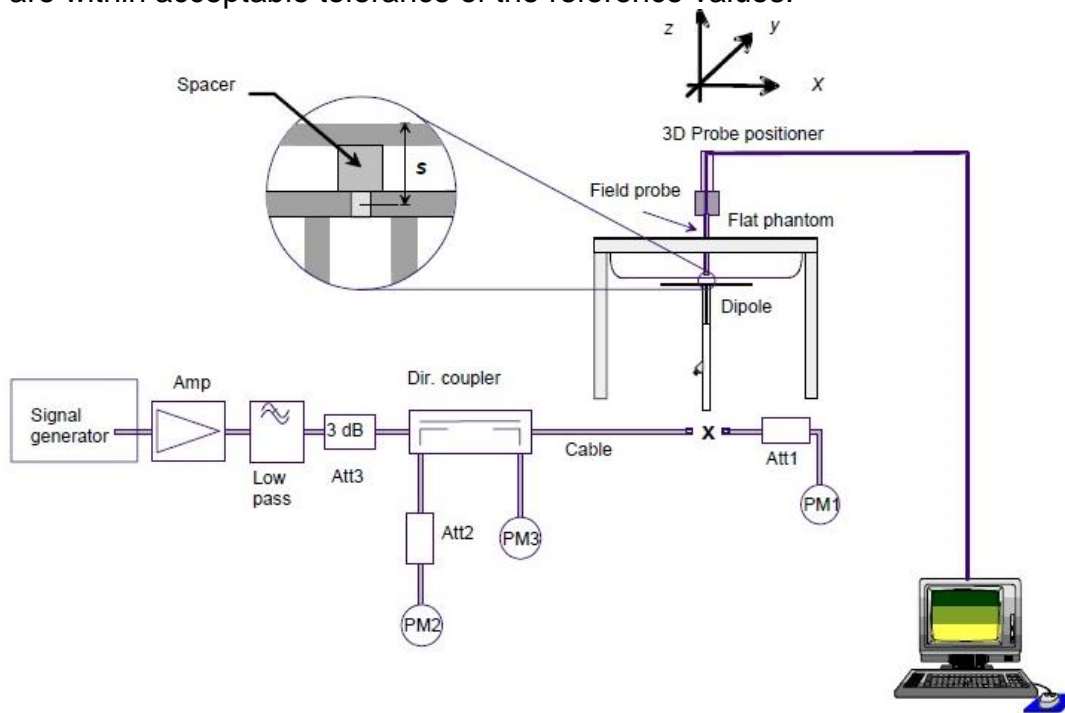 are within acceptable tolerance of the reference values.
z
y
X
Spacer
s
3D Probe positioner
Field probe
Flat phantom
Dipole
Signal
generator
Amp
Low
pass
3 dB
Att3
Dir. coupler
Cable
X
Att1
PM1
Att2
PM3
PM2